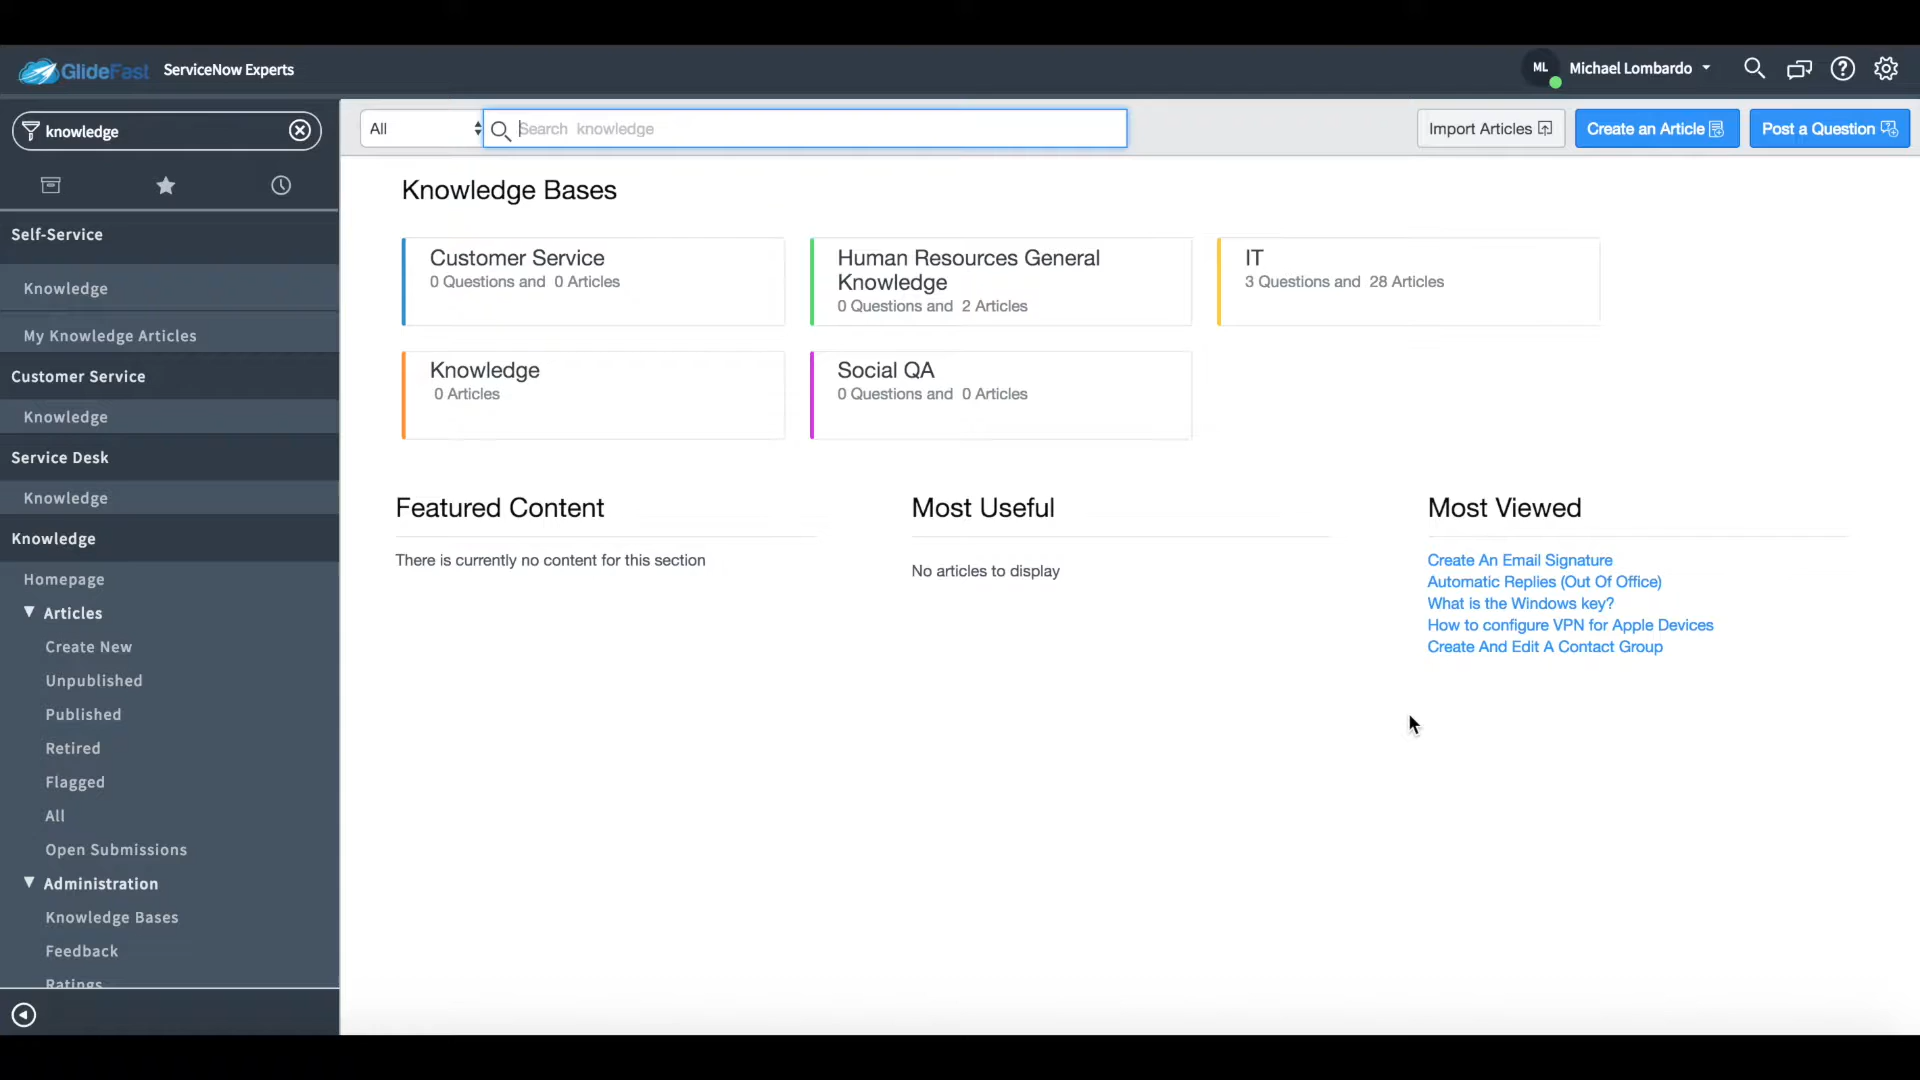 GlideFast ServiceNow Experts
ML Michael Lombardo
knowledge
All
Search knowledge
Import Articles
Create an Article
Post a Question
Self-Service
Knowledge
My Knowledge Articles
Customer Service
Knowledge
Service Desk
Knowledge
Knowledge
Homepage
Articles
Create New
Unpublished
Published
Retired
Flagged
All
Open Submissions
Administration
Knowledge Bases
Feedback
Ratings
Knowledge Bases
Customer Service
0 Questions and 0 Articles
Human Resources General
Knowledge
0 Questions and 2 Articles
IT
3 Questions and 28 Articles
Knowledge
0 Articles
Social QA
0 Questions and 0 Articles
Featured Content
There is currently no content for this section
Most Useful
No articles to display
Most Viewed
Create An Email Signature
Automatic Replies (Out Of Office)
What is the Windows key?
How to configure VPN for Apple Devices
Create And Edit A Contact Group